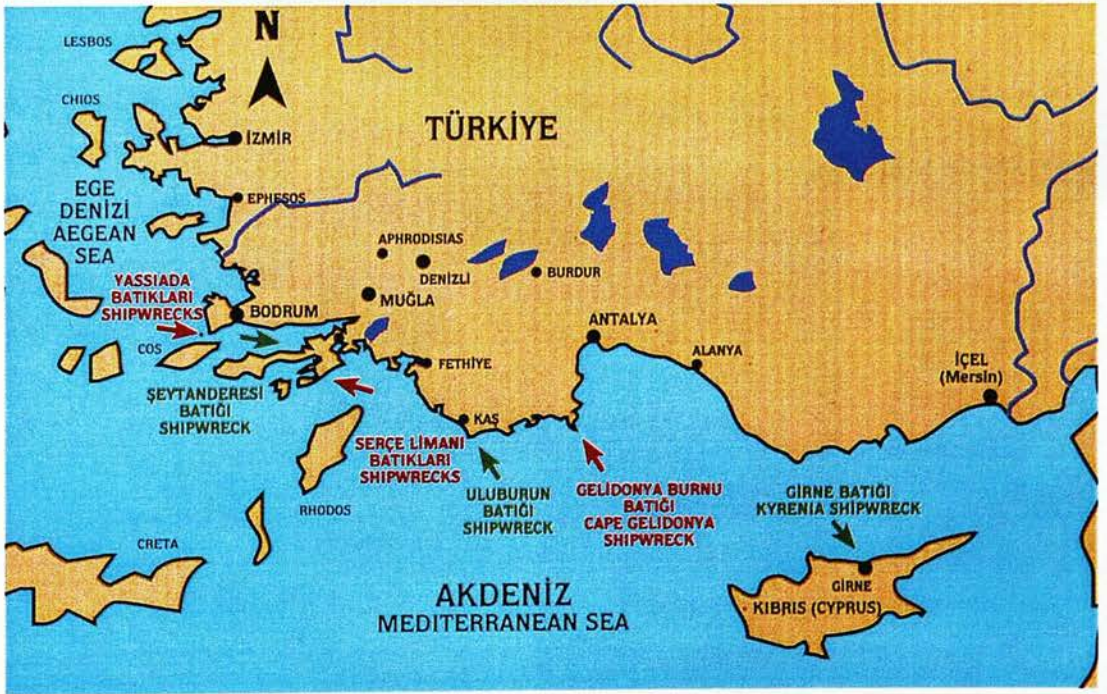 LESBOS
N
CHIOS
TÜRKİYE
İZMİR
EGE
DENİZİ
AEGEAN
SEA
EPHESOS
APHRODISIAS
DENİZLİ
BURDUR
YASSIADA
BATIKLARI
SHIPWRECKS
MUĞLA
BODRUM
ANTALYA
COS
ALANYA
FETHİYE
İÇEL
(Mersin)
ŞEYTANDERESİ
BATIĞI
SHIPWRECK
KAŞ
SERÇE LİMANI
BATIKLARI
SHIPWRECKS
ULUBURUN
BATIĞI
SHIPWRECK
GELİDONYA BURNU
BATIĞI
CAPE GELİDONYA
SHIPWRECK
GİRNE BATIĞI
KYRENIA SHIPWRECK
RHODOS
CRETA
GİRNE
KIBRIS (CYPRUS)
AKDENİZ
MEDITERRANEAN SEA